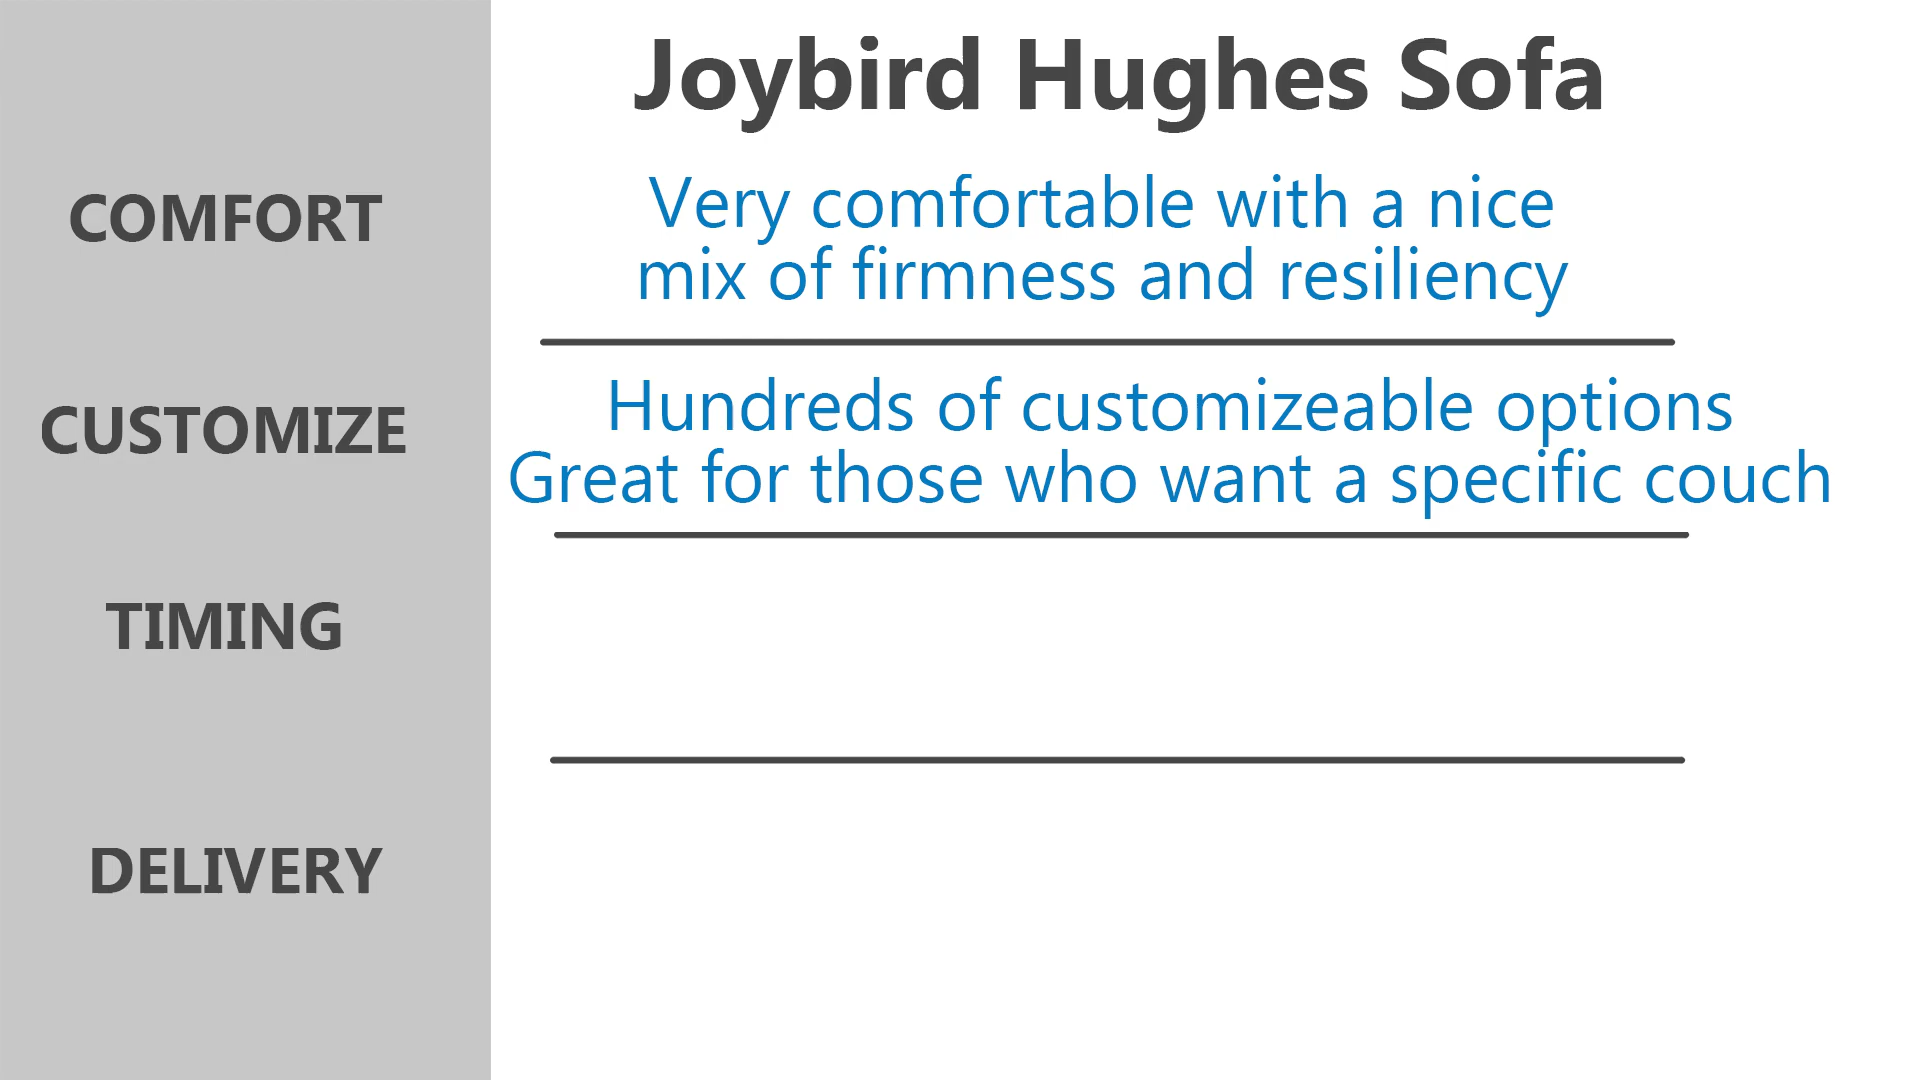 Joybird Hughes Sofa
COMFORT
Very comfortable with a nice
mix of firmness and resiliency
CUSTOMIZE
Hundreds of customizeable options
Great for those who want a specific couch
TIMING
DELIVERY